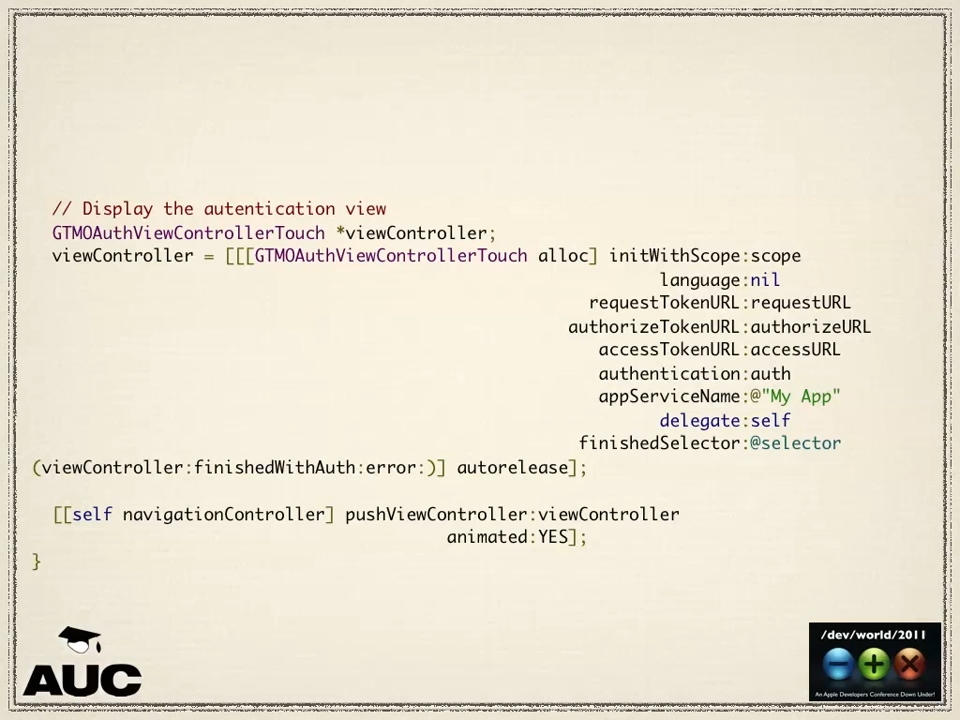 // Display the autentication view
GTMOAuthViewControllerTouch *viewController;
viewController = [[[GTMOAuthViewControllerTouch alloc] initWithScope:scope
language:nil
requestTokenURL:requestURL
authorizeTokenURL:authorizeURL
accessTokenURL:accessURL
authentication:auth
appServiceName:@"My App"
delegate:self
finishedSelector:@selector
(viewController:finishedWithAuth:error:)] autorelease];
[[self navigationController] pushViewController:viewController
animated:YES];
}
AUC
/dev/world/2011
An Apple Developers Conference Down Under!